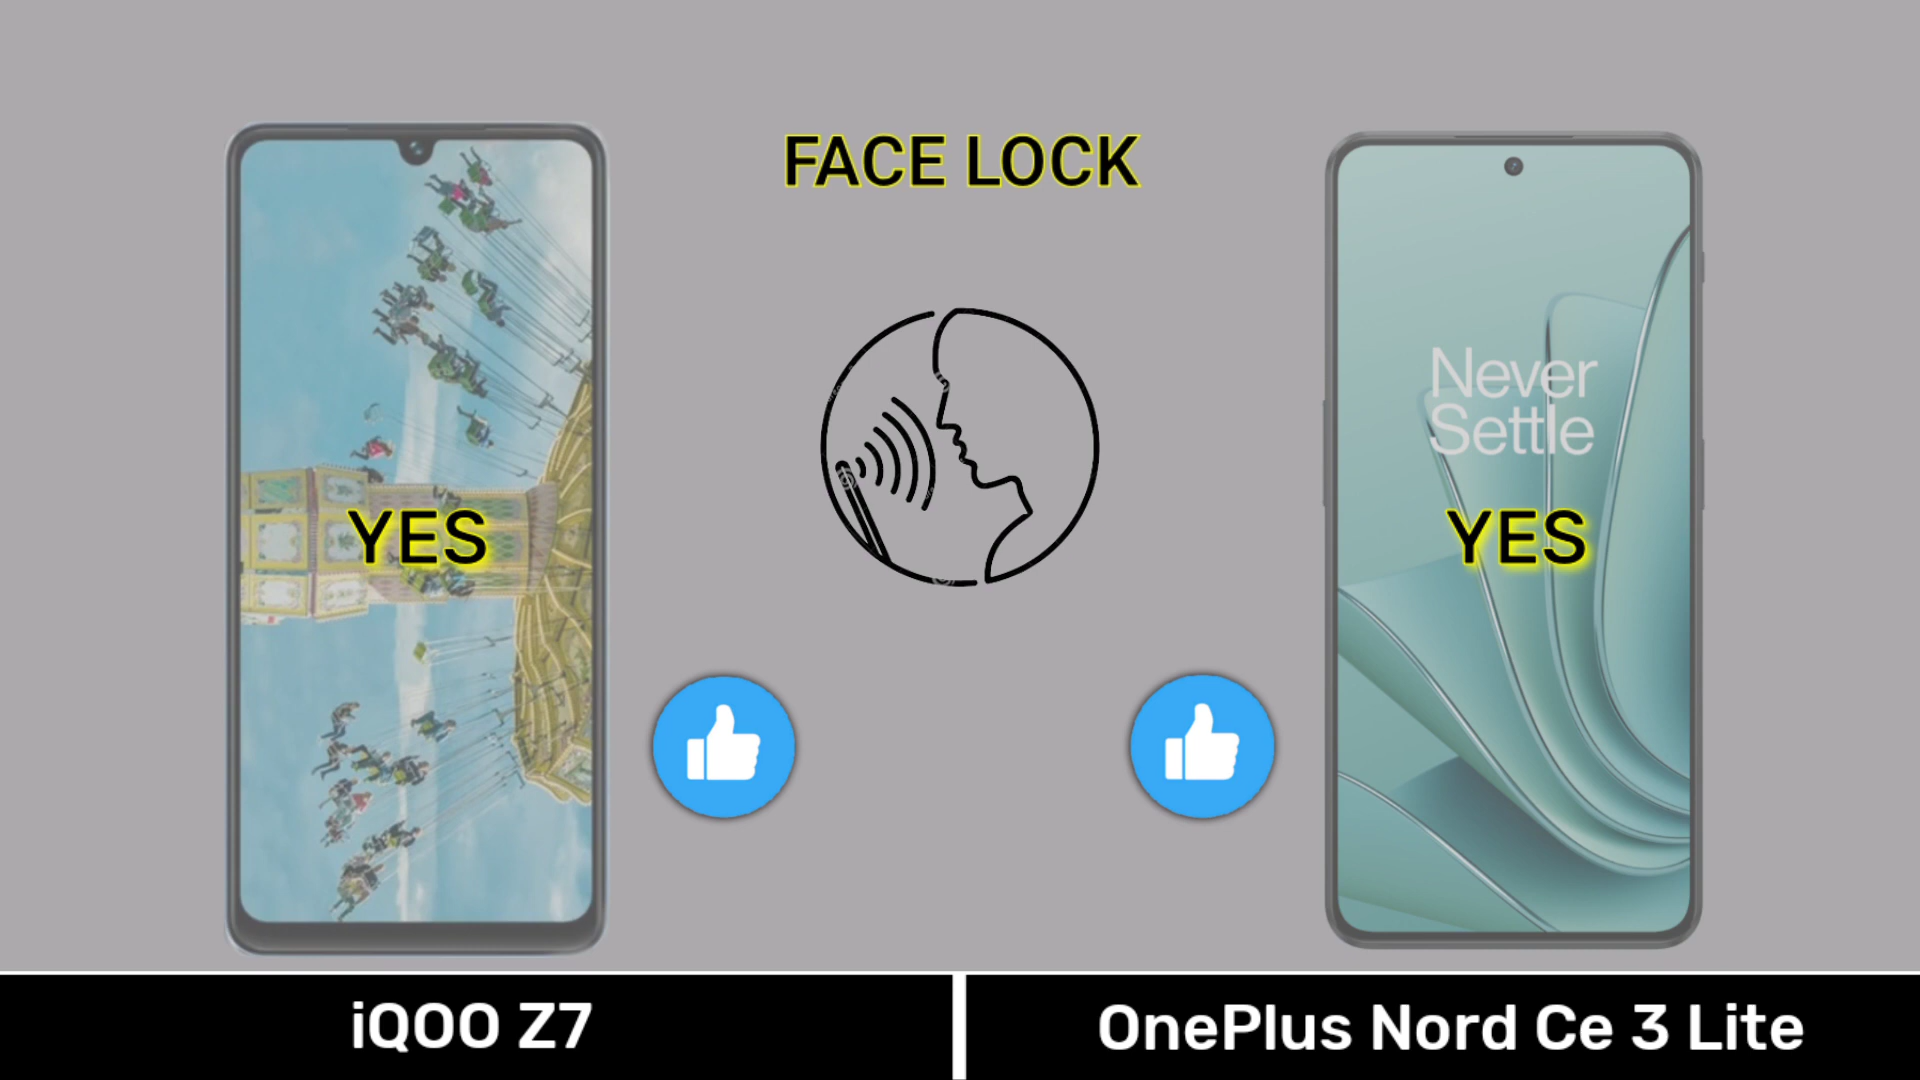 FACE LOCK
Never
Settle
YES
YES
iQOO Z7
OnePlus Nord Ce 3 Lite